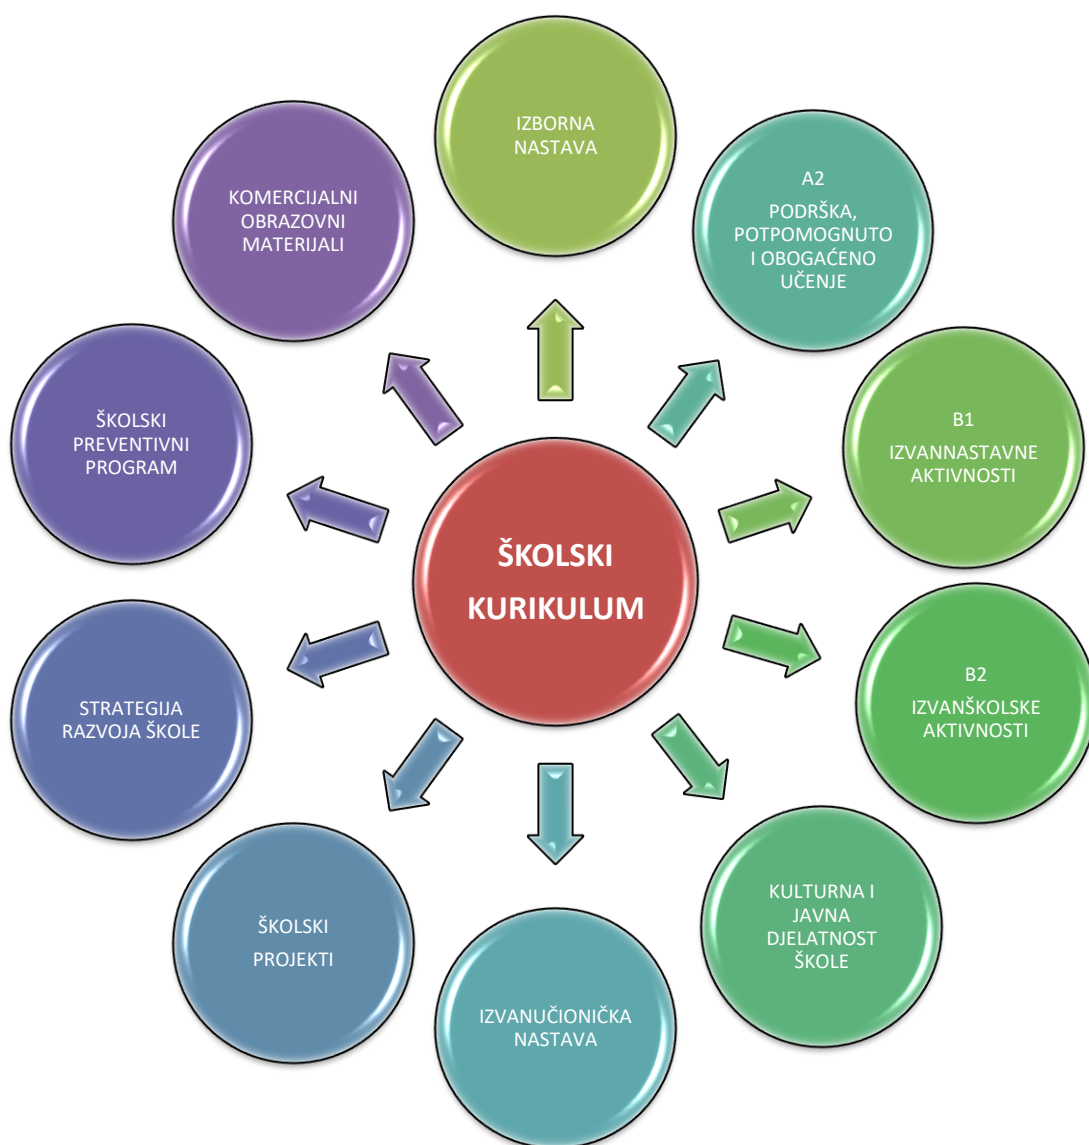 IZBORNA
NASTAVA
A2
PODRŠKA,
POTPOMOGNUTO
I OBOGAĆENO
UČENJE
B1
IZVANNASTAVNE
AKTIVNOSTI
B2
IZVANŠKOLSKE
AKTIVNOSTI
KULTURNA I
JAVNA
DJELATNOST
ŠKOLE
IZVANUČIONIČKA
NASTAVA
ŠKOLSKI
PROJEKTI
STRATEGIJA
RAZVOJA ŠKOLE
ŠKOLSKI
PREVENTIVNI
PROGRAM
KOMERCIJALNI
OBRAZOVNI
MATERIJALI
ŠKOLSKI
KURIKULUM